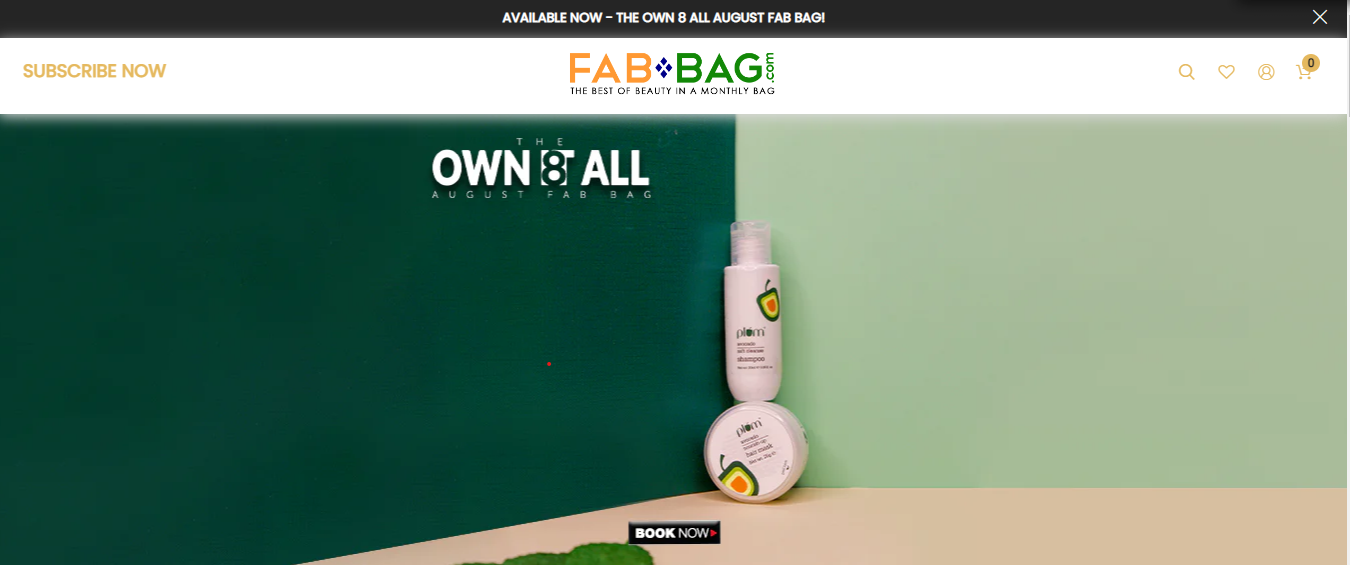 AVAILABLE NOW - THE OWN 8 ALL AUGUST FAB BAG!
SUBSCRIBE NOW
FAB BAG.com
THE BEST OF BEAUTY IN A MONTHLY BAG
0
THE
OWN 8 ALL
AUGUST FAB BAG
plum
avocado
shampoo
plum
avocado
nourish-up
hair mask
BOOK NOW